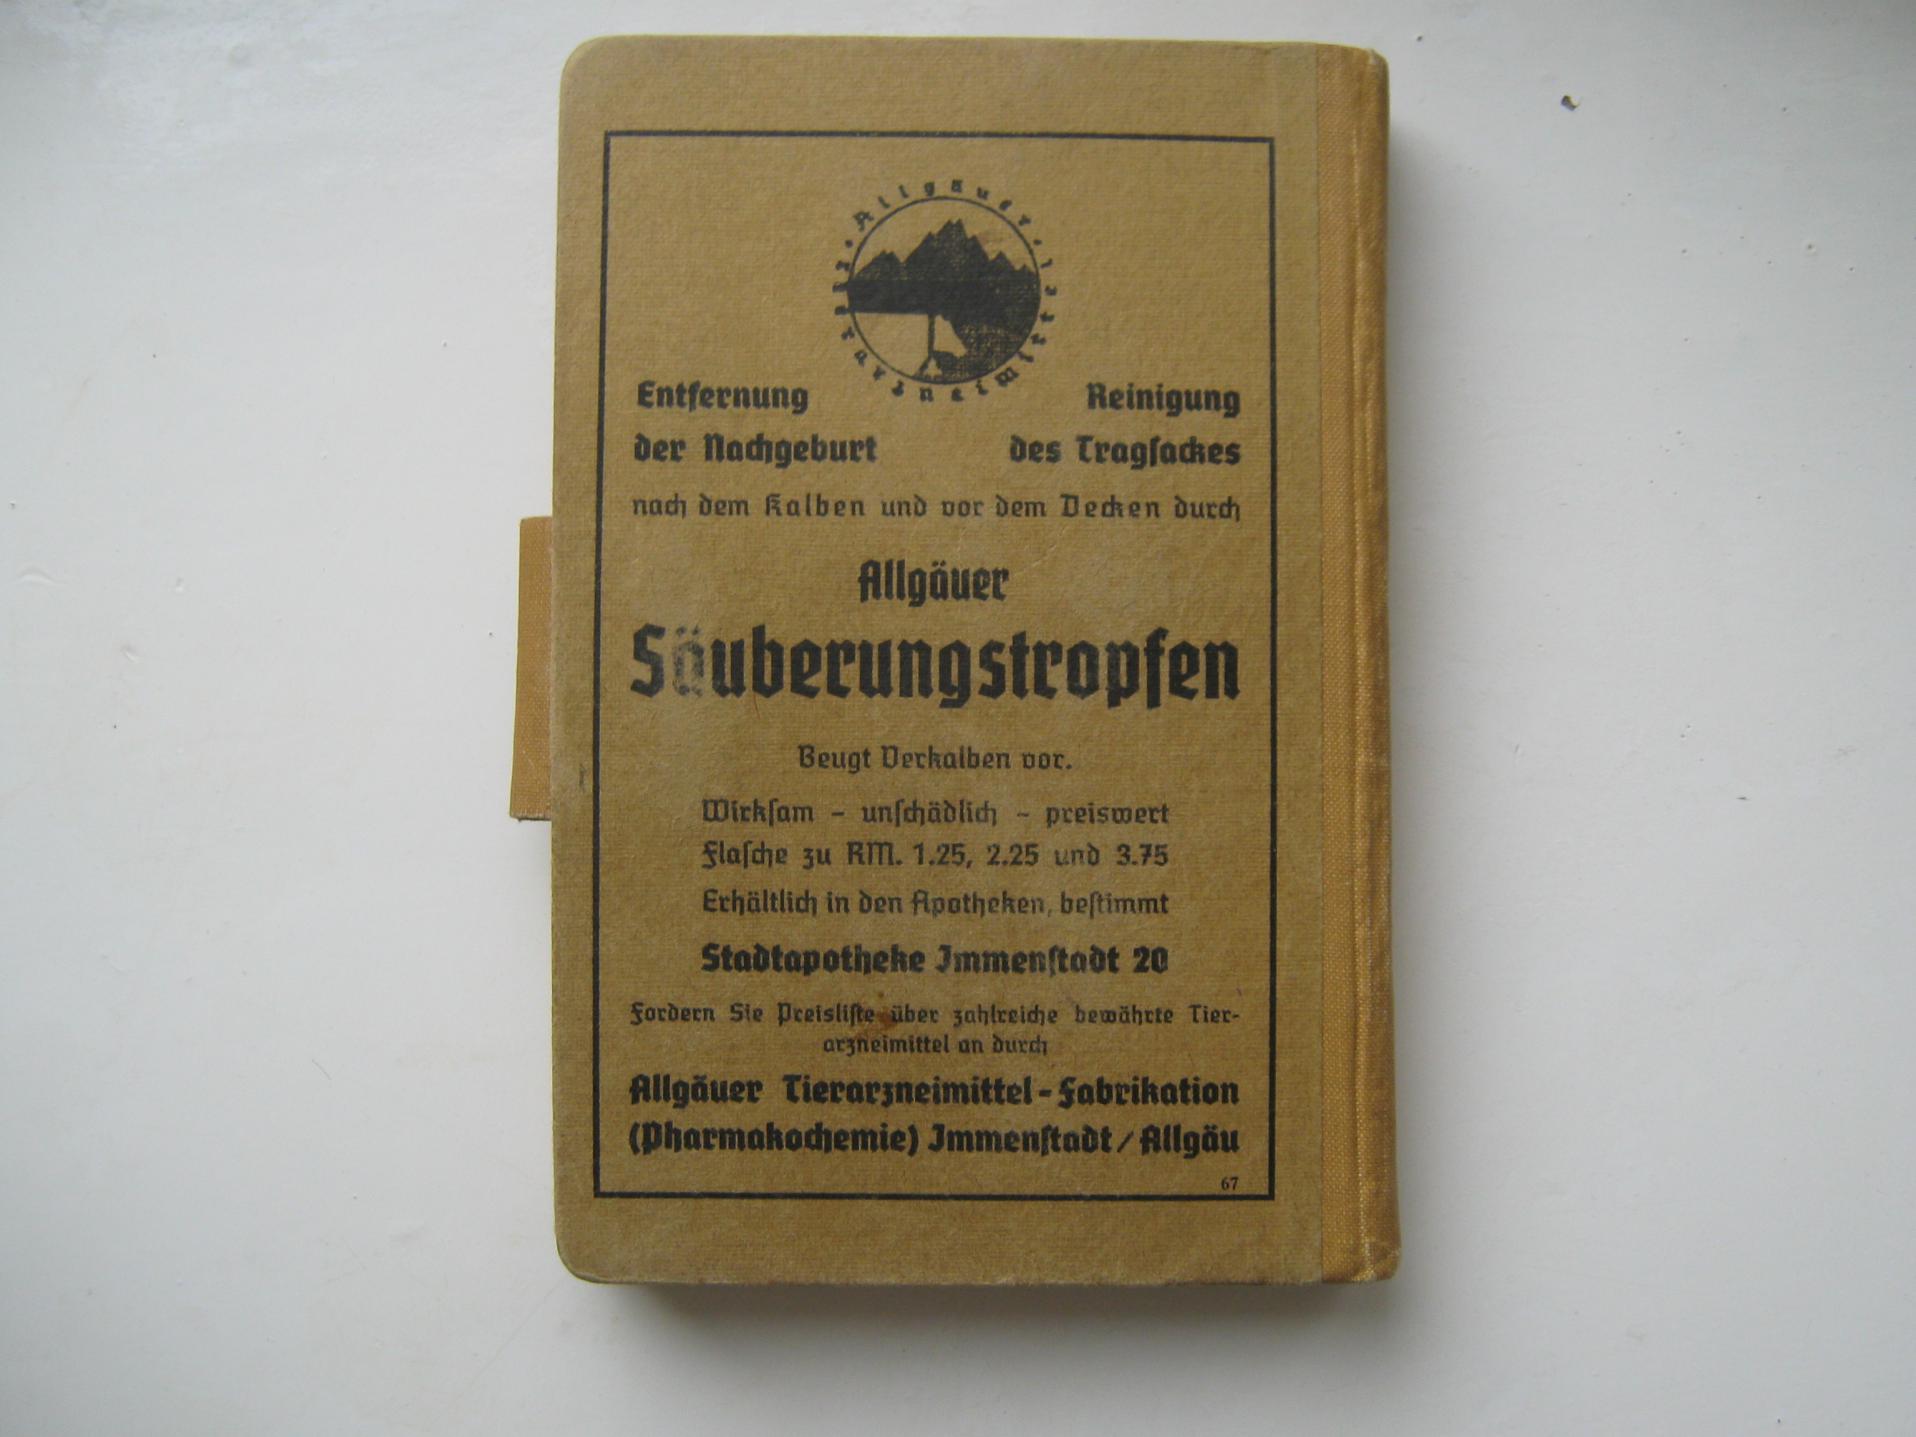 Allgäuer
Entfernung Reinigung
der Nachgeburt des Tragsackes
nach dem Kalben und vor dem Decken durch
Allgäuer
Säuberungstropfen
Beugt Verkalben vor.
Wirksam - unschädlich - preiswert
Flasche zu RM. 1.25, 2.25 und 3.75
Erhältlich in den Apotheken, bestimmt
Stadtapotheke Immenstadt 20
Fordern Sie Preisliste über zahlreiche bewährte Tier-
arzneimittel an durch
Allgäuer Tierarzneimittel-Fabrikation
(Pharmakochemie) Immenstadt/Allgäu
67